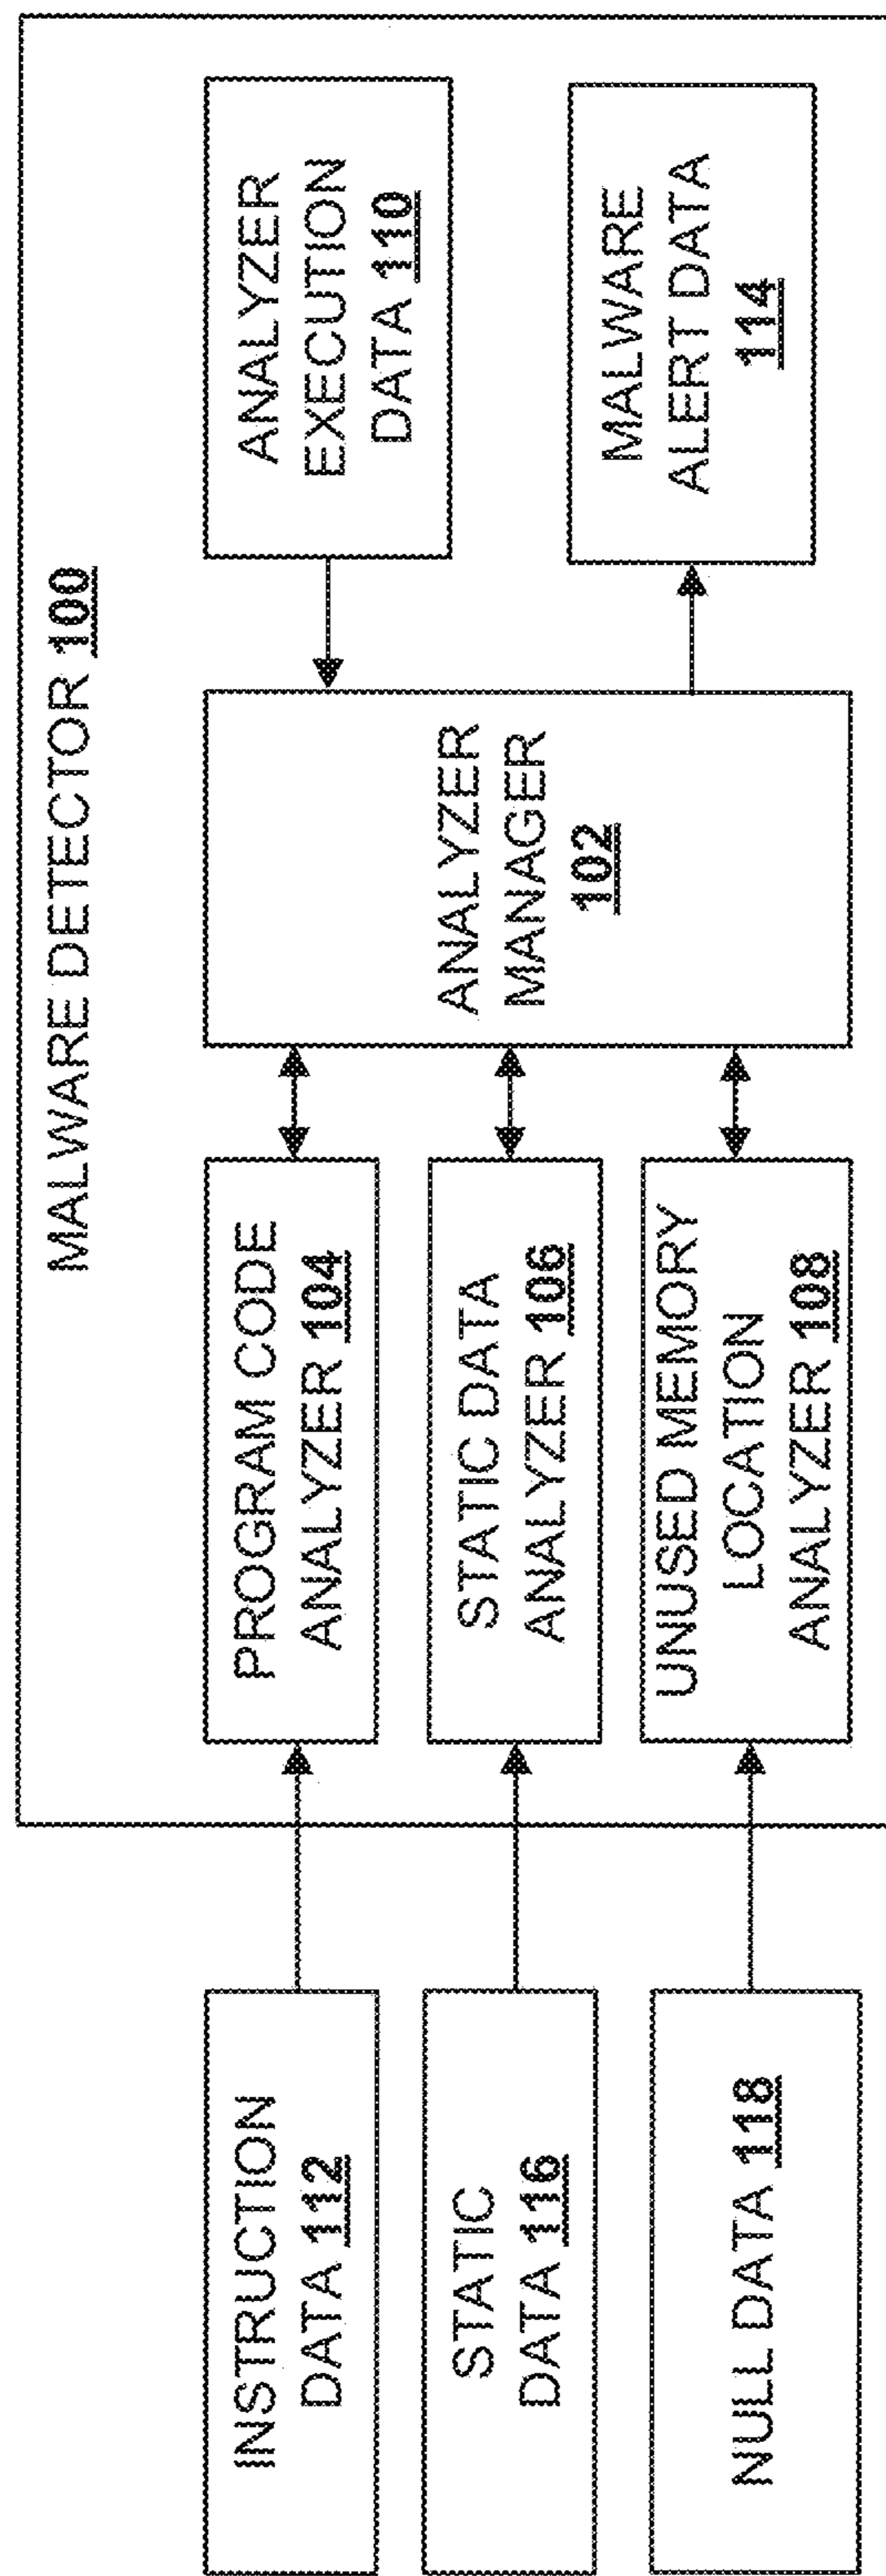 MALWARE DETECTOR 100
INSTRUCTION
DATA 112
STATIC
DATA 116
NULL DATA 118
PROGRAM CODE
ANALYZER 104
STATIC DATA
ANALYZER 106
UNUSED MEMORY
LOCATION
ANALYZER 108
ANALYZER
MANAGER
102
ANALYZER
EXECUTION
DATA 110
MALWARE
ALERT DATA
114